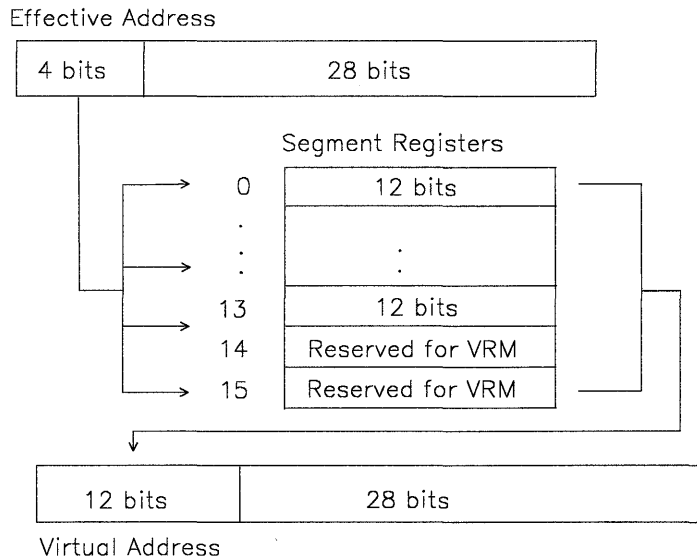 Effective Address
4 bits 28 bits
Segment Registers
0 12 bits
. .
. .
.
13 12 bits
14 Reserved for VRM
15 Reserved for VRM
12 bits 28 bits
Virtual Address